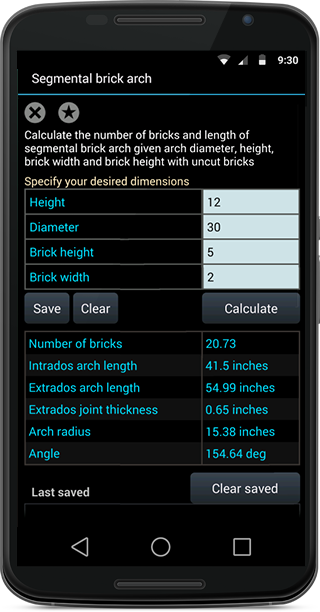 9:30
Segmental brick arch
Calculate the number of bricks and length of
segmental brick arch given arch diameter, height,
brick width and brick height with uncut bricks
Specify your desired dimensions
Height 12
Diameter 30
Brick height 5
Brick width 2
Save Clear Calculate
Number of bricks 20.73
Intrados arch length 41.5 inches
Extrados arch length 54.99 inches
Extrados joint thickness 0.65 inches
Arch radius 15.38 inches
Angle 154.64 deg
Last saved Clear saved